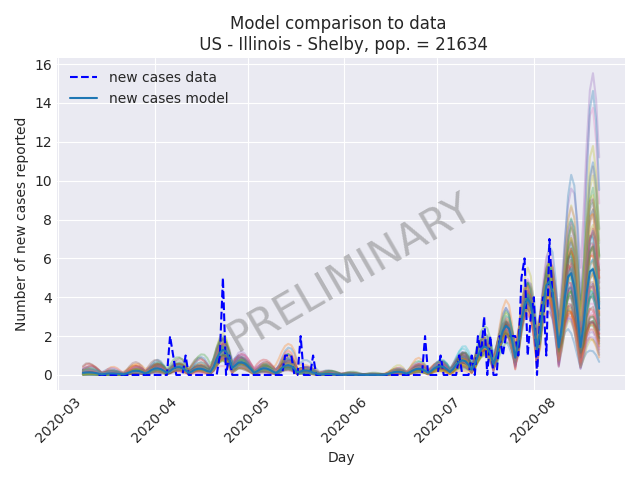 Model comparison to data
US - Illinois - Shelby, pop. = 21634
Number of new cases reported
16
14
12
10
8
6
4
2
0
new cases data
new cases model
PRELIMINARY
2020-03
2020-04
2020-05
2020-06
2020-07
2020-08
Day